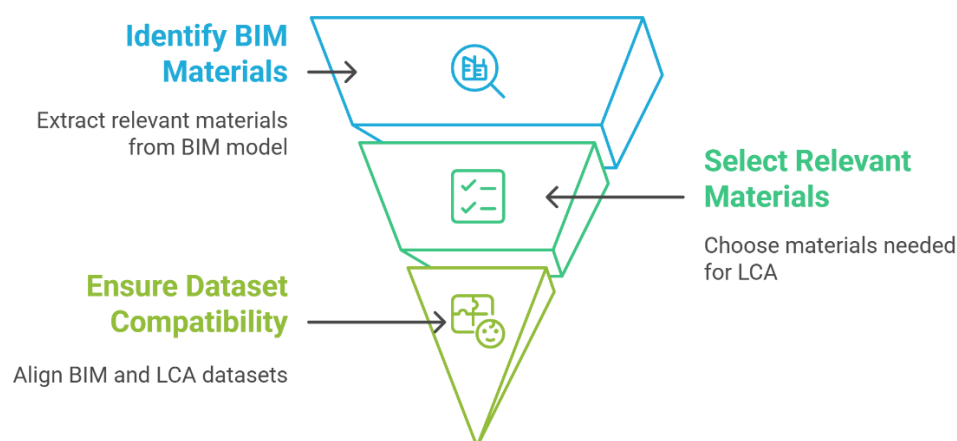 Identify BIM
Materials
Extract relevant materials
from BIM model
Select Relevant
Materials
Choose materials needed
for LCA
Ensure Dataset
Compatibility
Align BIM and LCA datasets